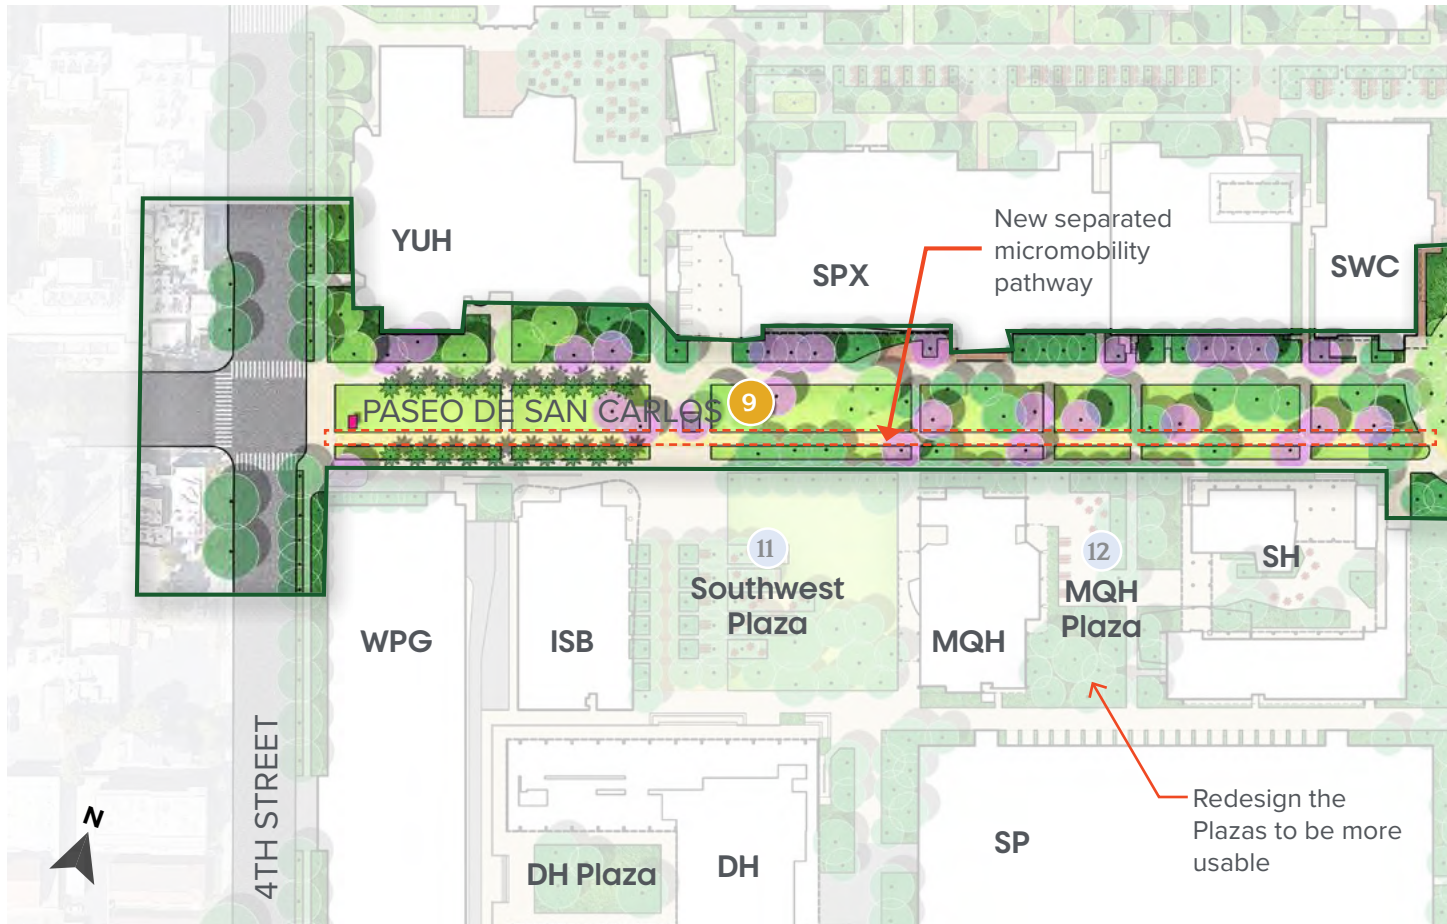 YUH
New separated
micromobility
pathway
SPX
SWC
PASEO DE SAN CARLOS
9
11
Southwest
Plaza
12
MQH
Plaza
SH
WPG
ISB
MQH
4TH STREET
N
Redesign the
Plazas to be more
usable
SP
DH Plaza
DH